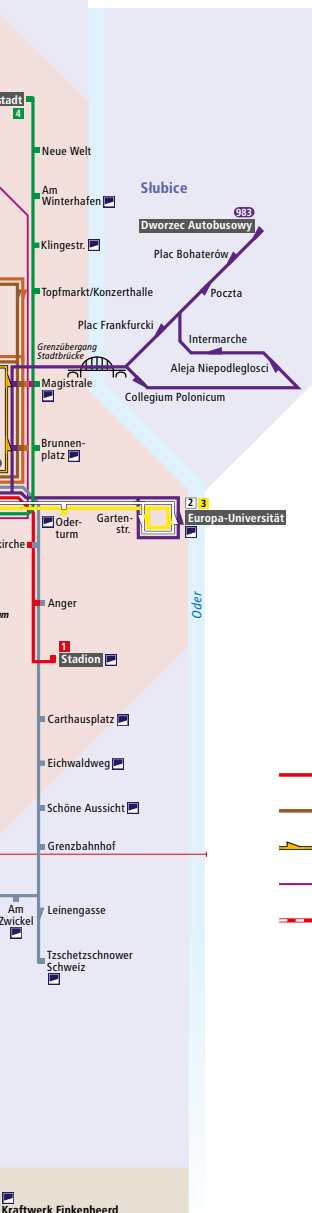 stadt
4
Neue Welt
Am
Winterhafen
Słubice
983
Dworzec Autobusowy
Klingestr.
Plac Bohaterów
Topfmarkt/Konzerthalle
Poczta
Plac Frankfurcki
Intermarche
Grenzübergang
Stadtbrücke
Aleja Niepodleglosci
Magistrale
Collegium Polonicum
Brunnen-
platz
2 3
Europa-Universität
Garten-
str.
Oder-
turm
kirche
Oder
Anger
1
Stadion
Carthausplatz
Eichwaldweg
Schöne Aussicht
Grenzbahnhof
Am
Zwickel
Leinengasse
Tzschetzschnower
Schweiz
Kraftwerk Finkenheerd